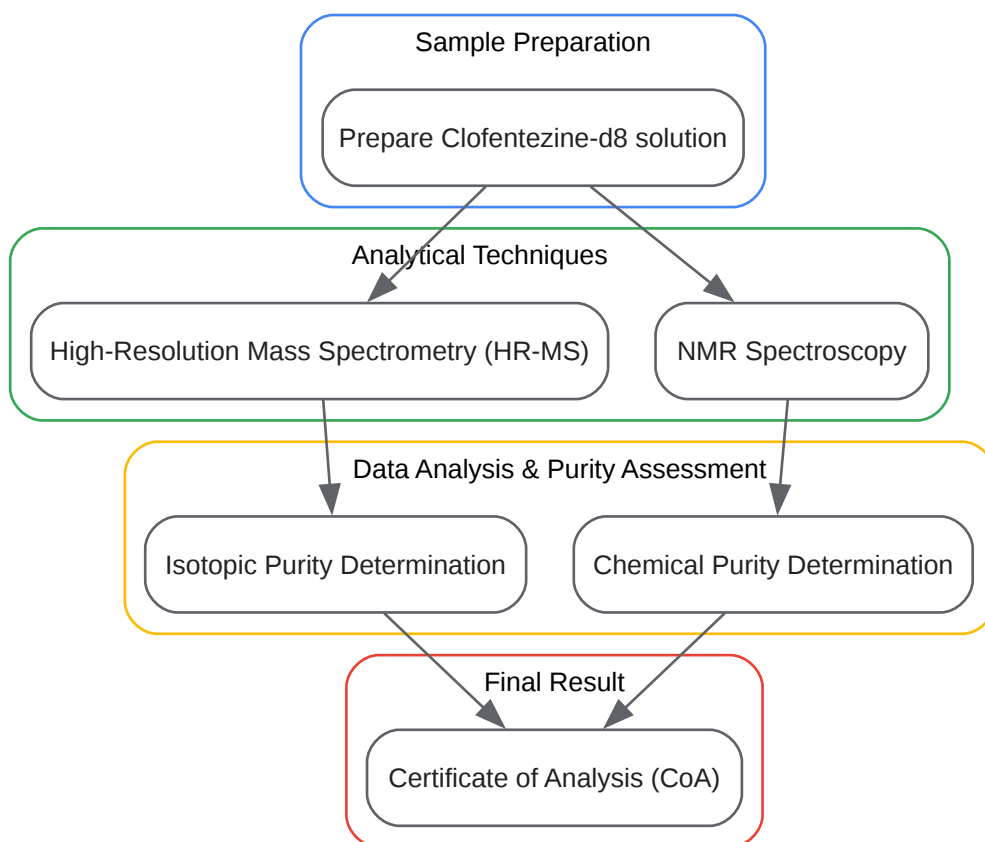 Sample Preparation
Prepare Clofentezine-d8 solution
Analytical Techniques
High-Resolution Mass Spectrometry (HR-MS)
NMR Spectroscopy
Data Analysis & Purity Assessment
Isotopic Purity Determination
Chemical Purity Determination
Final Result
Certificate of Analysis (CoA)